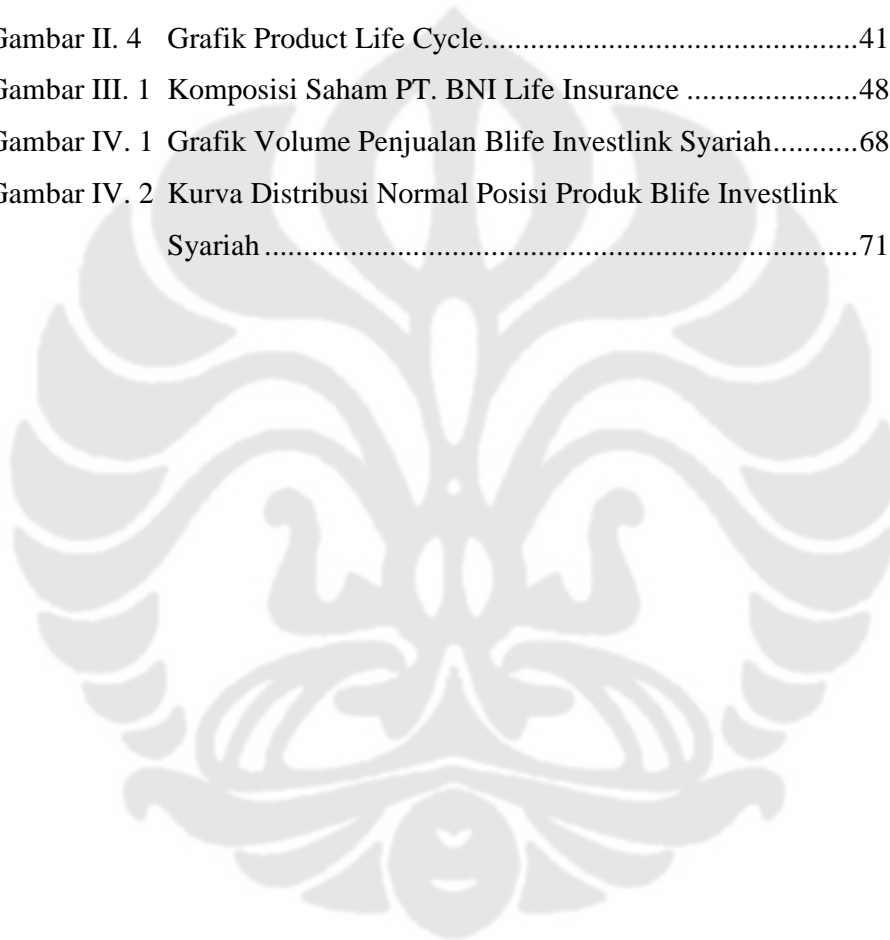 Gambar II. 4 Grafik Product Life Cycle..................................................41
Gambar III. 1 Komposisi Saham PT. BNI Life Insurance ......................48
Gambar IV. 1 Grafik Volume Penjualan Blife Investlink Syariah...........68
Gambar IV. 2 Kurva Distribusi Normal Posisi Produk Blife Investlink
Syariah ...............................................................................71